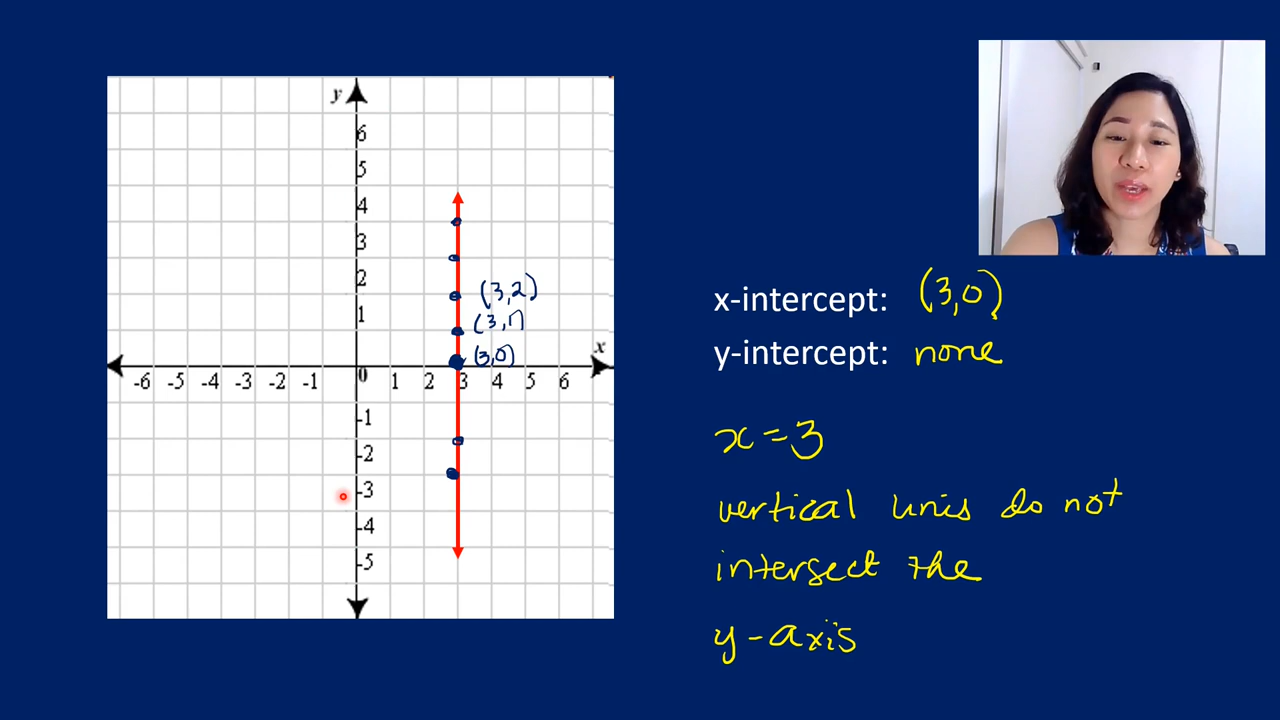 y
6
5
4
3
2
1
(3,2)
(3,1)
(3,0)
x
-6 -5 -4 -3 -2 -1 0 1 2 3 4 5 6
-1
-2
-3
-4
-5
x-intercept: (3,0)
y-intercept: none
x = 3
vertical lines do not
intersect the
y-axis